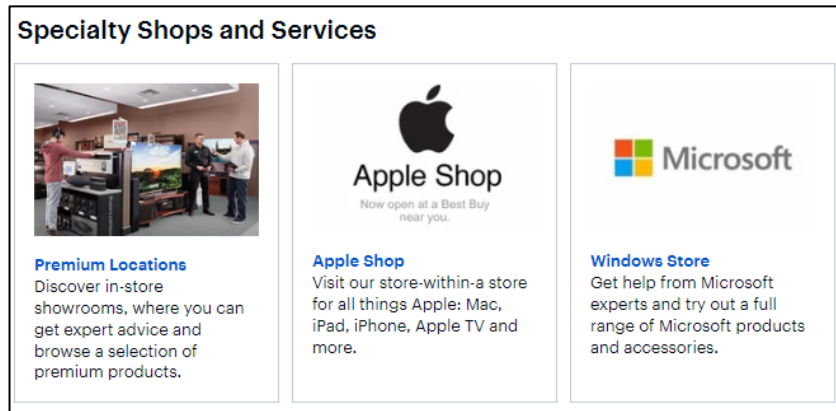 Specialty Shops and Services
Premium Locations
Discover in-store
showrooms, where you can
get expert advice and
browse a selection of
premium products.
Apple Shop
Now open at a Best Buy
near you.
Apple Shop
Visit our store-within-a store
for all things Apple: Mac,
iPad, iPhone, Apple TV and
more.
Microsoft
Windows Store
Get help from Microsoft
experts and try out a full
range of Microsoft products
and accessories.